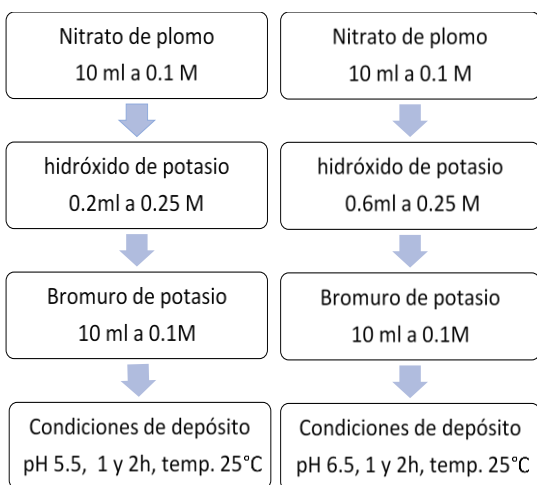 Nitrato de plomo
10 ml a 0.1 M
hidróxido de potasio
0.2ml a 0.25 M
Bromuro de potasio
10 ml a 0.1M
Condiciones de depósito
pH 5.5, 1 y 2h, temp. 25°C
Nitrato de plomo
10 ml a 0.1 M
hidróxido de potasio
0.6ml a 0.25 M
Bromuro de potasio
10 ml a 0.1M
Condiciones de depósito
pH 6.5, 1 y 2h, temp. 25°C